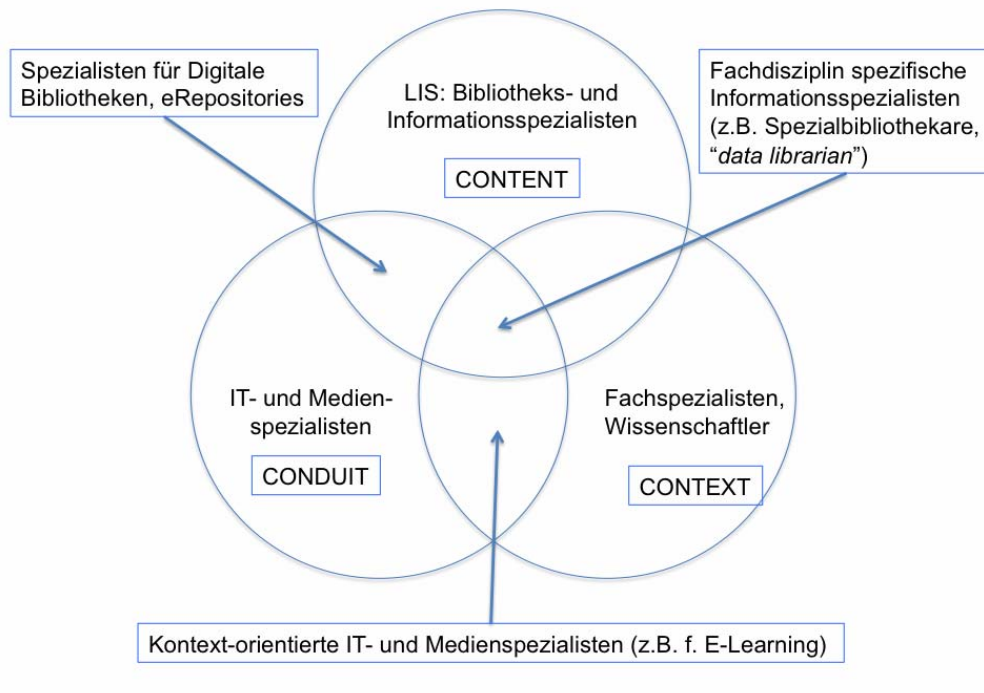 Spezialisten für Digitale
Bibliotheken, eRepositories
LIS: Bibliotheks- und
Informationsspezialisten
CONTENT
Fachdisziplin spezifische
Informationsspezialisten
(z.B. Spezialbibliothekare,
“data librarian”)
IT- und Medien-
spezialisten
CONDUIT
Fachspezialisten,
Wissenschaftler
CONTEXT
Kontext-orientierte IT- und Medienspezialisten (z.B. f. E-Learning)